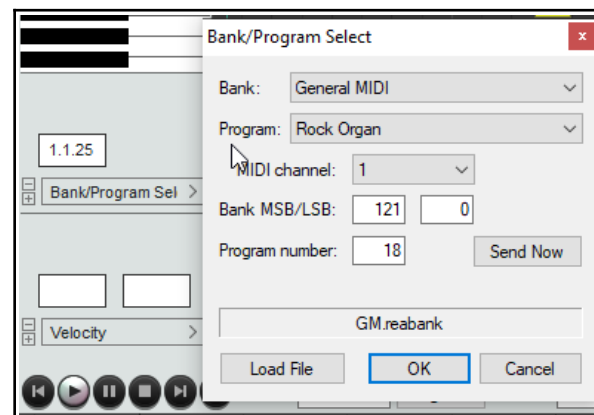 Bank/Program Select
x
Bank: General MIDI
Program: Rock Organ
1.1.25
MIDI channel: 1
Bank/Program Sel >
Bank MSB/LSB: 121 0
Program number: 18 Send Now
GM.reabank
Velocity >
Load File OK Cancel